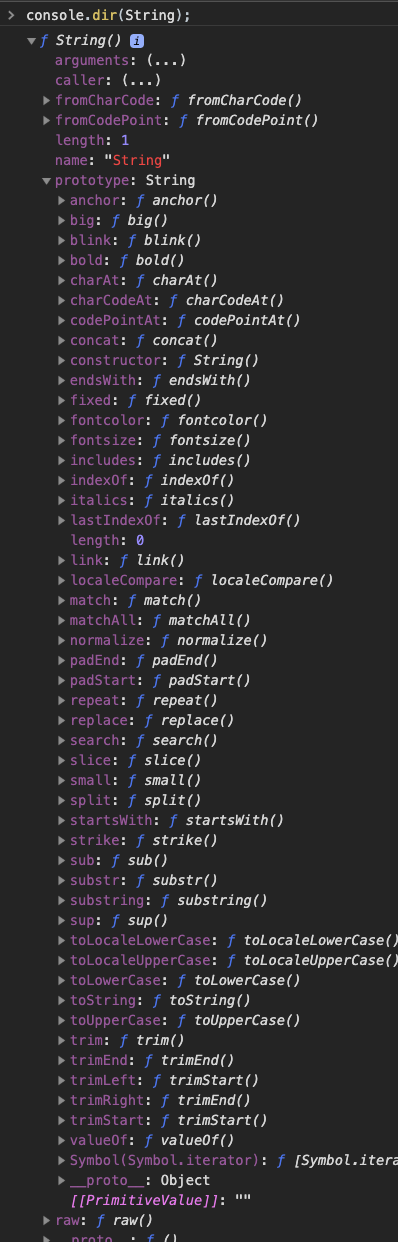 > console.dir(String);
▼ƒ String() i
arguments: (...)
caller: (...)
▶fromCharCode: ƒ fromCharCode()
▶fromCodePoint: ƒ fromCodePoint()
length: 1
name: "String"
▼prototype: String
▶anchor: ƒ anchor()
▶big: ƒ big()
▶blink: ƒ blink()
▶bold: ƒ bold()
▶charAt: ƒ charAt()
▶charCodeAt: ƒ charCodeAt()
▶codePointAt: ƒ codePointAt()
▶concat: ƒ concat()
▶constructor: ƒ String()
▶endsWith: ƒ endsWith()
▶fixed: ƒ fixed()
▶fontcolor: ƒ fontcolor()
▶fontsize: ƒ fontsize()
▶includes: ƒ includes()
▶indexOf: ƒ indexOf()
▶italics: ƒ italics()
▶lastIndexOf: ƒ lastIndexOf()
length: 0
▶link: ƒ link()
▶localeCompare: ƒ localeCompare()
▶match: ƒ match()
▶matchAll: ƒ matchAll()
▶normalize: ƒ normalize()
▶padEnd: ƒ padEnd()
▶padStart: ƒ padStart()
▶repeat: ƒ repeat()
▶replace: ƒ replace()
▶search: ƒ search()
▶slice: ƒ slice()
▶small: ƒ small()
▶split: ƒ split()
▶startsWith: ƒ startsWith()
▶strike: ƒ strike()
▶sub: ƒ sub()
▶substr: ƒ substr()
▶substring: ƒ substring()
▶sup: ƒ sup()
▶toLocaleLowerCase: ƒ toLocaleLowerCase()
▶toLocaleUpperCase: ƒ toLocaleUpperCase()
▶toLowerCase: ƒ toLowerCase()
▶toString: ƒ toString()
▶toUpperCase: ƒ toUpperCase()
▶trim: ƒ trim()
▶trimEnd: ƒ trimEnd()
▶trimLeft: ƒ trimStart()
▶trimRight: ƒ trimEnd()
▶trimStart: ƒ trimStart()
▶valueOf: ƒ valueOf()
▶Symbol(Symbol.iterator): ƒ [Symbol.itera
▶__proto__: Object
[[PrimitiveValue]]: ""
▶raw: ƒ raw()
▶__proto__: ƒ ()